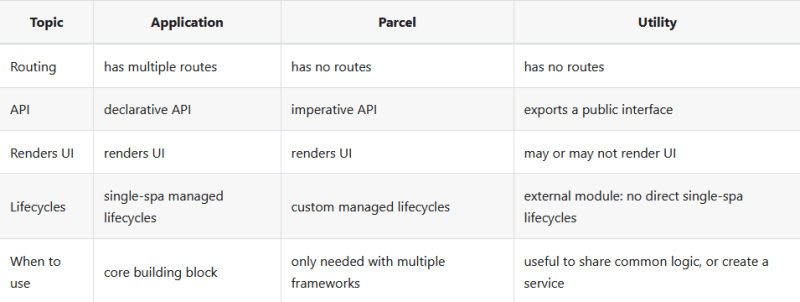 Topic Application Parcel Utility
Routing has multiple routes has no routes has no routes
API declarative API imperative API exports a public interface
Renders UI renders UI renders UI may or may not render UI
Lifecycles single-spa managed lifecycles custom managed lifecycles external module: no direct single-spa lifecycles
When to use core building block only needed with multiple frameworks useful to share common logic, or create a service